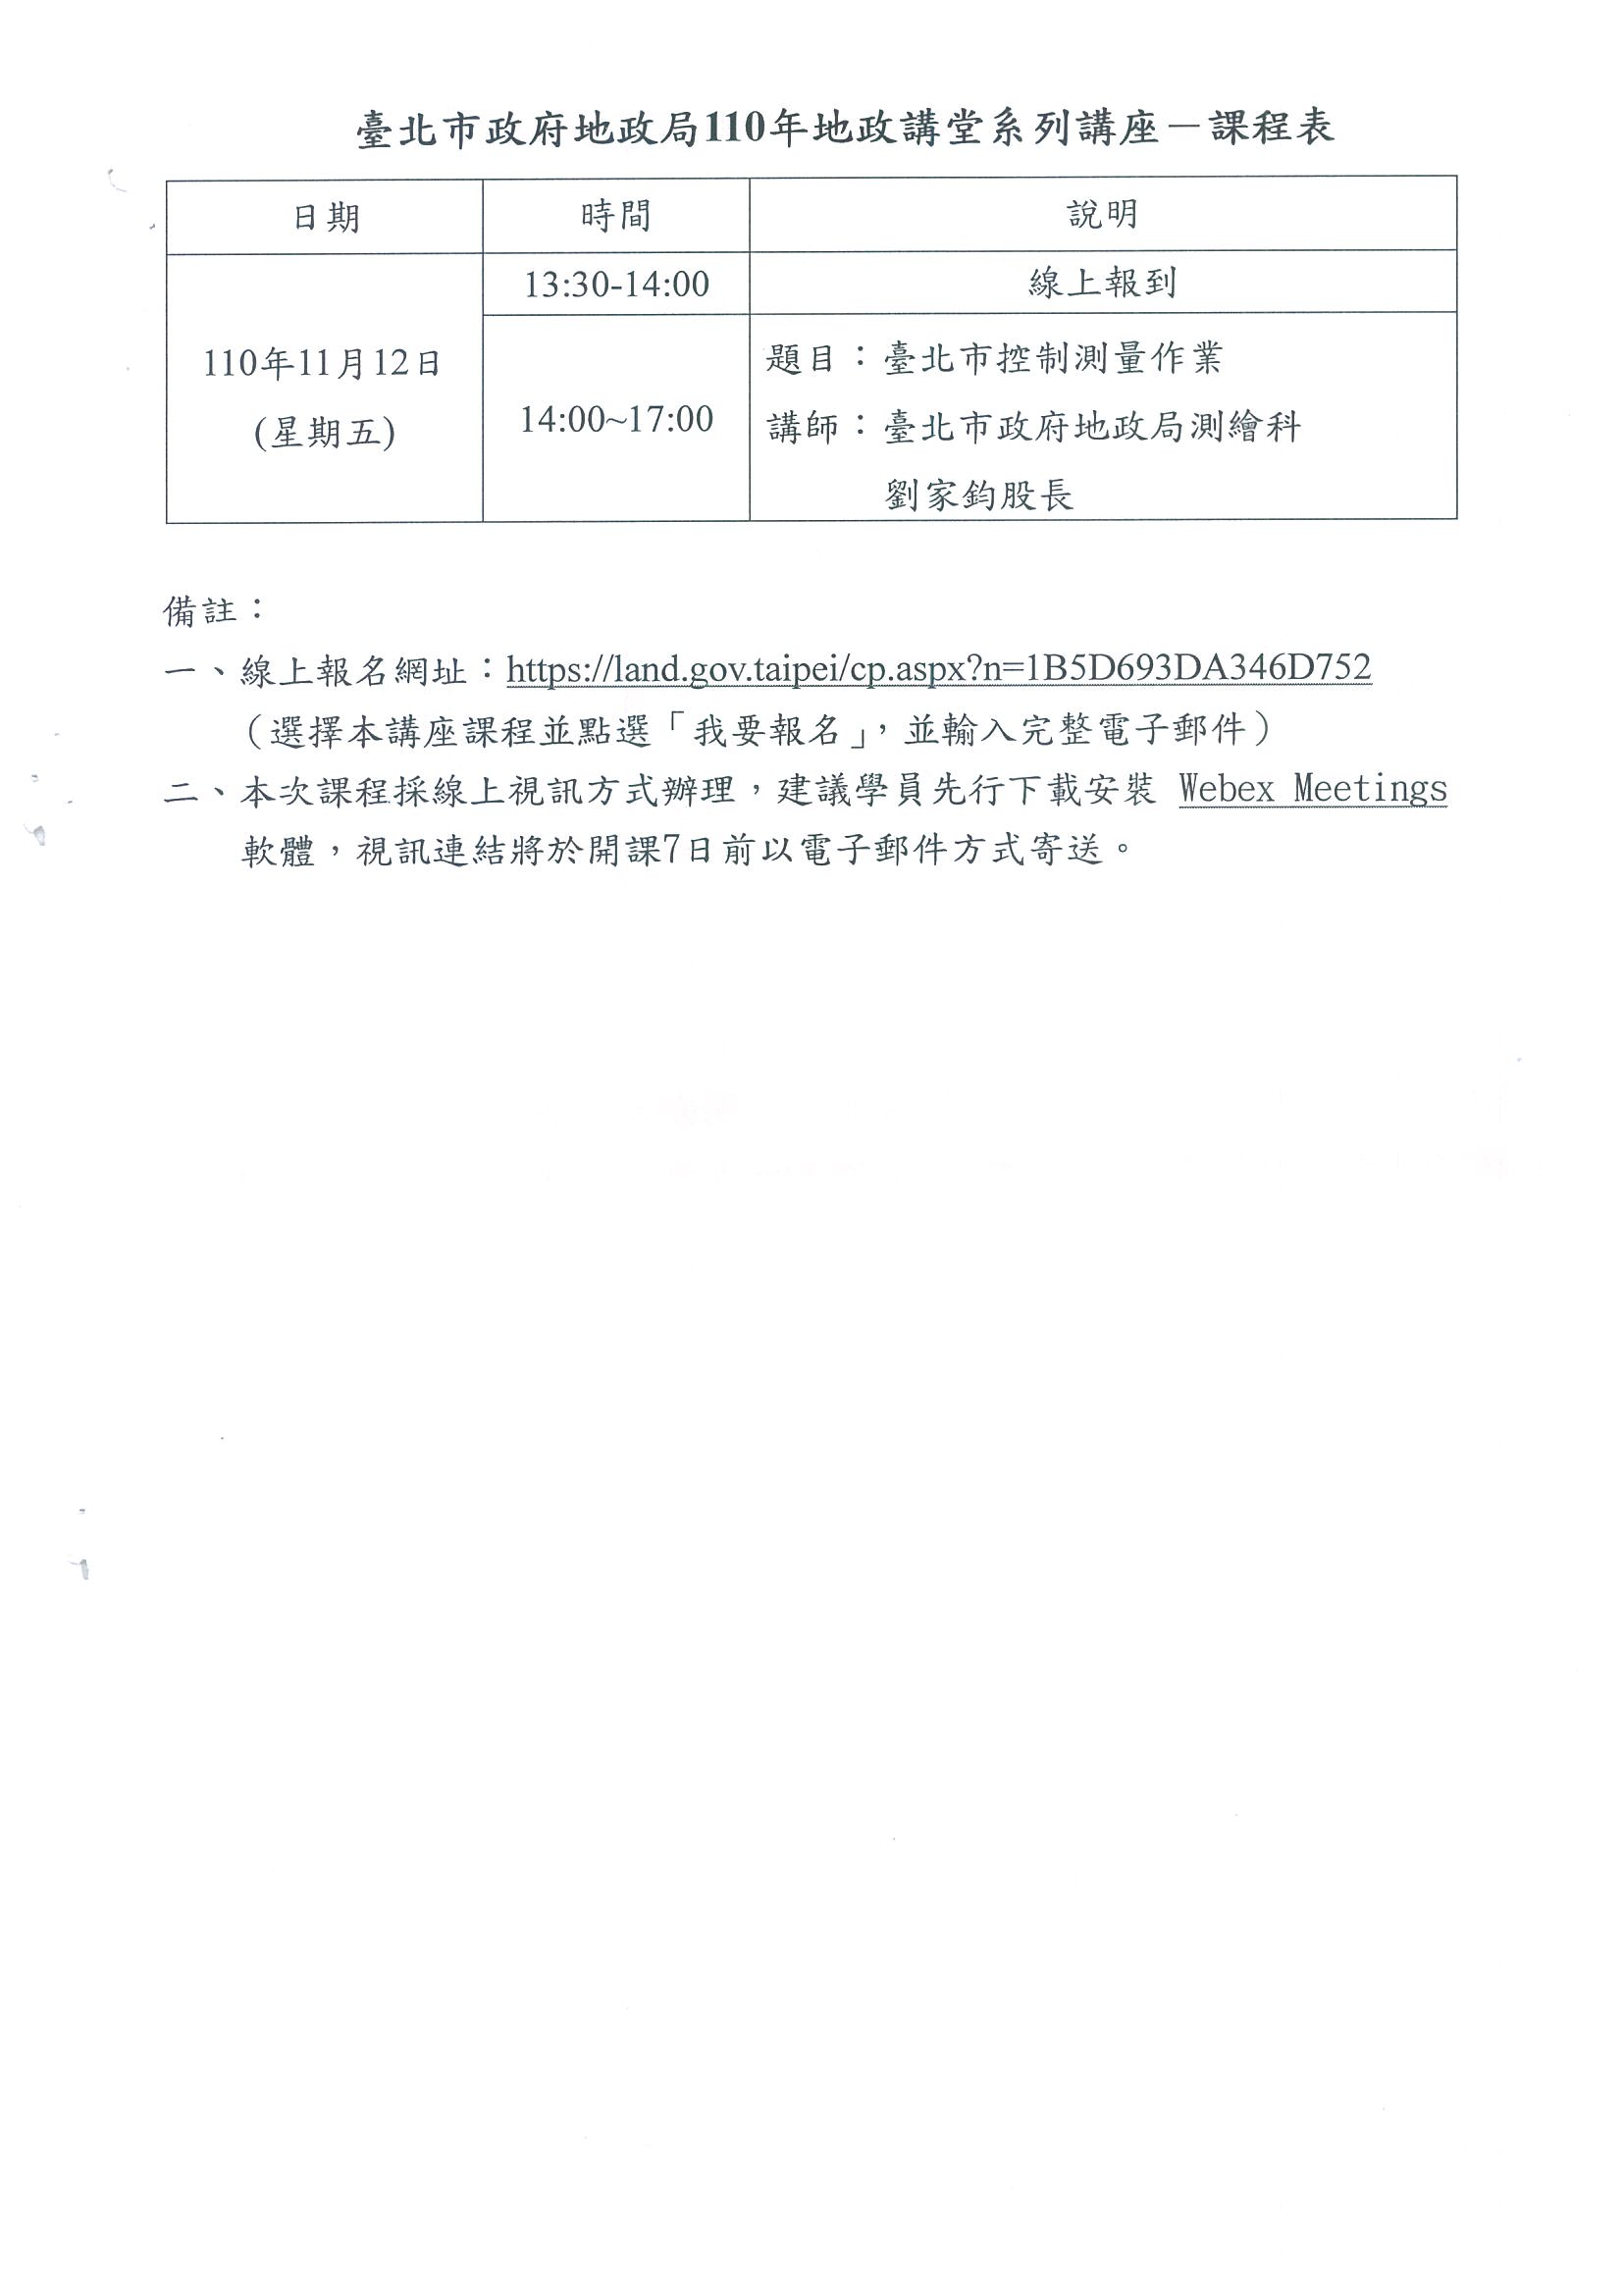 臺北市政府地政局110年地政講堂系列講座－課程表
日期 時間 說明
13:30-14:00 線上報到
110年11月12日
(星期五)
14:00~17:00
題目：臺北市控制測量作業
講師：臺北市政府地政局測繪科
劉家鈞股長
備註：
一、線上報名網址：https://land.gov.taipei/cp.aspx?n=1B5D693DA346D752
（選擇本講座課程並點選「我要報名」，並輸入完整電子郵件）
二、本次課程採線上視訊方式辦理，建議學員先行下載安裝 Webex Meetings
軟體，視訊連結將於開課7日前以電子郵件方式寄送。